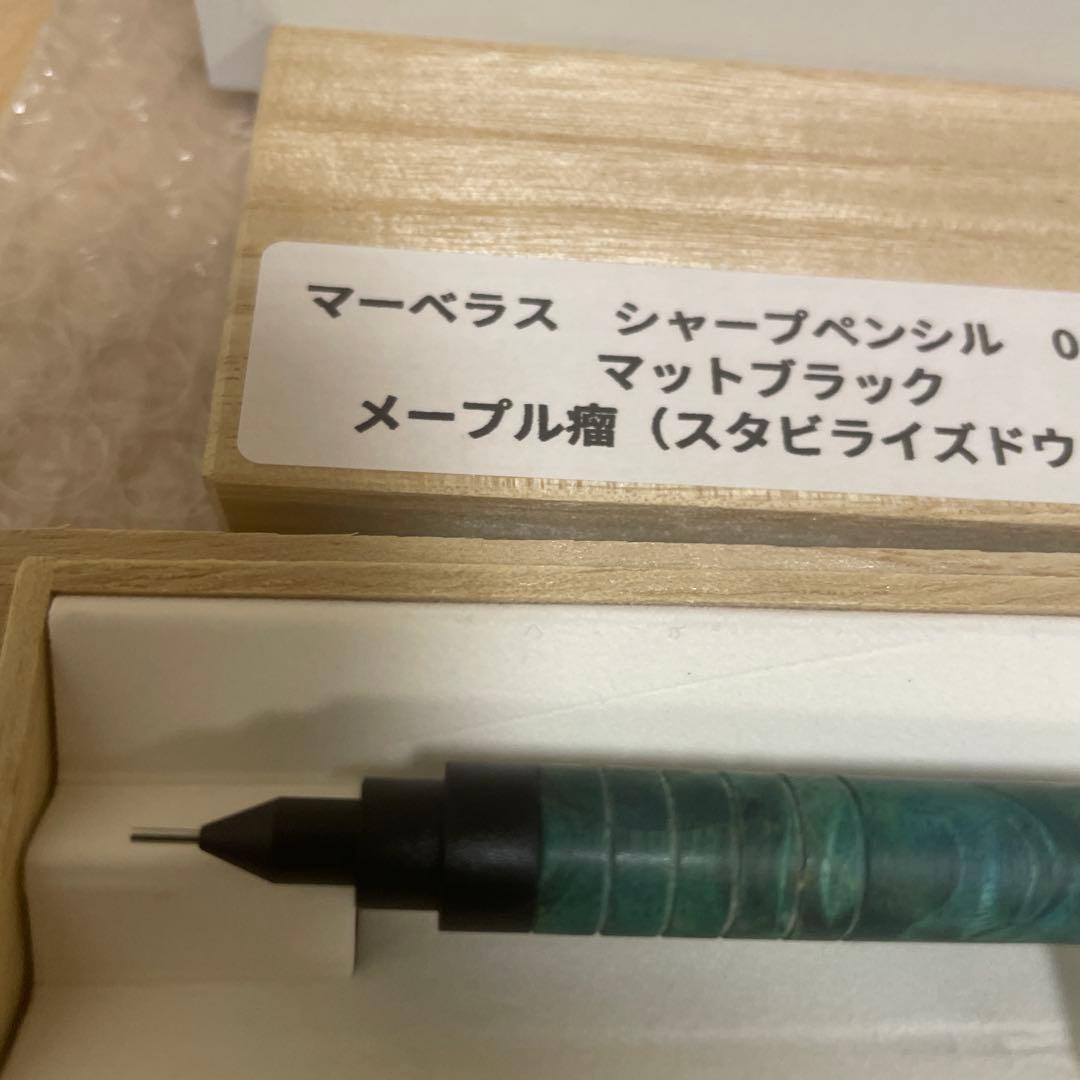 マーベラス　シャープペンシル　0
マットブラック
メープル瘤（スタビライズドウ